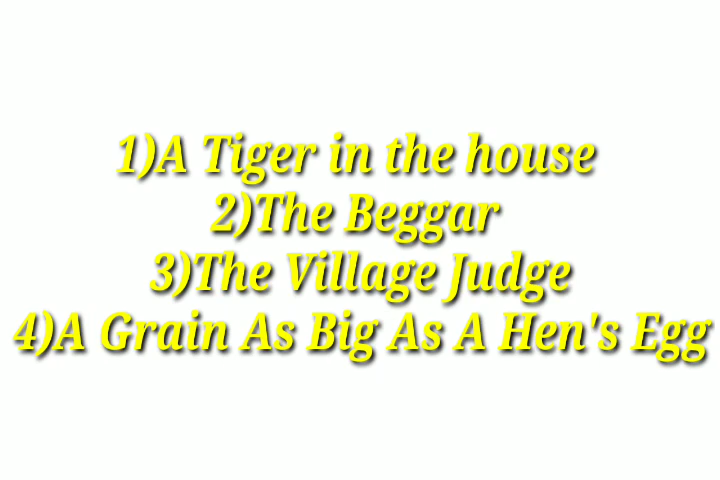 1)A Tiger in the house
2)The Beggar
3)The Village Judge
4)A Grain As Big As A Hen's Egg